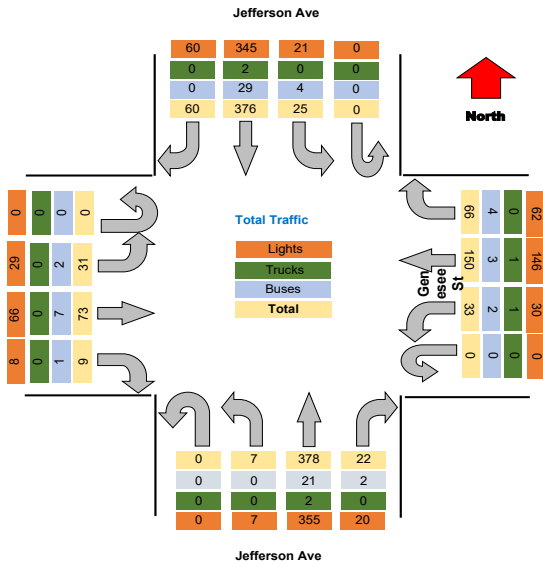 Jefferson Ave
60 345 21 0
0 2 0 0
0 29 4 0
60 376 25 0
North
0 0 0 0
29 0 2 31
66 0 7 73
8 0 1 9
Total Traffic
Lights
Trucks
Buses
Total
66 4 0 62
150 3 1 146
33 2 1 30
0 0 0 0
Gen
esee
St
0 7 378 22
0 0 21 2
0 0 2 0
0 7 355 20
Jefferson Ave